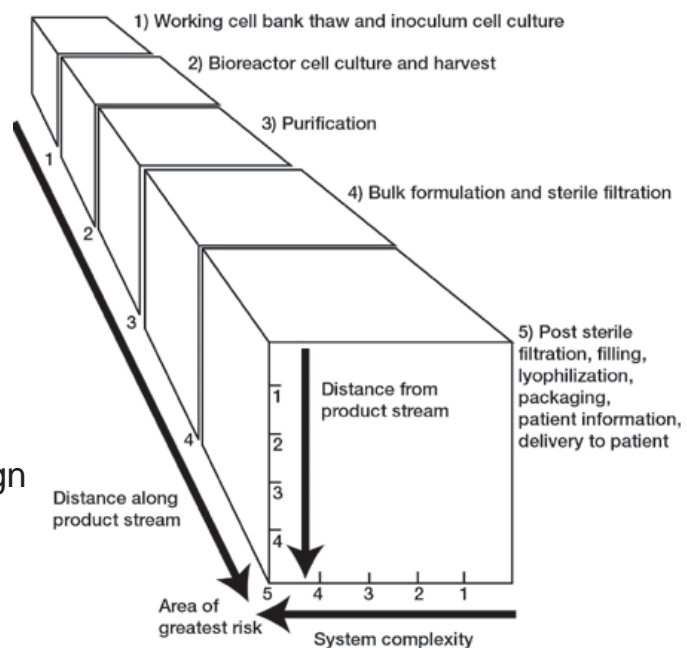 1) Working cell bank thaw and inoculum cell culture
2) Bioreactor cell culture and harvest
3) Purification
4) Bulk formulation and sterile filtration
5) Post sterile
filtration, filling,
lyophilization,
packaging,
patient information,
delivery to patient
1
2
3
4
5
Distance from
product stream
1
2
3
4
gn
Distance along
product stream
4
3
2
1
Area of
greatest risk
System complexity